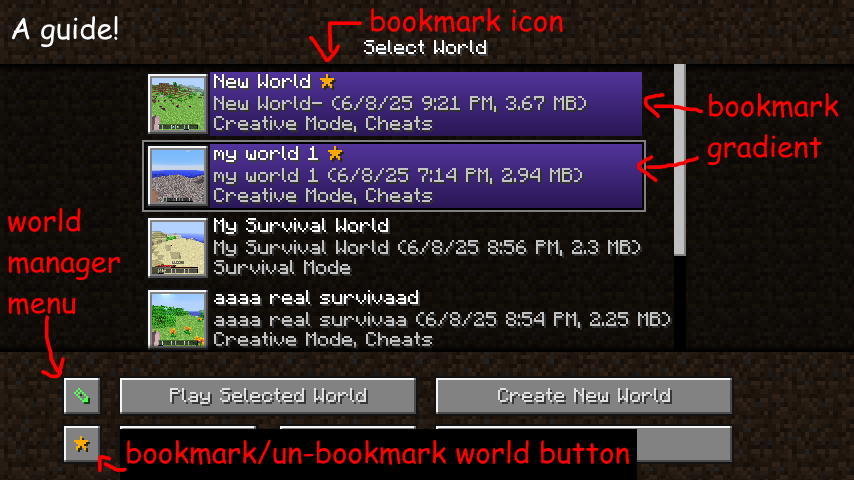 A guide!
bookmark icon
Select World
New World
New World- (6/8/25 9:21 PM, 3.67 MB)
Creative Mode, Cheats
bookmark
gradient
my world 1
my world 1 (6/8/25 7:14 PM, 2.94 MB)
Creative Mode, Cheats
My Survival World
My Survival World (6/8/25 8:56 PM, 2.3 MB)
Survival Mode
world
manager
menu
aaaa real survivaad
aaaa real survivaa (6/8/25 8:54 PM, 2.25 MB)
Creative Mode, Cheats
Play Selected World
Create New World
bookmark/un-bookmark world button